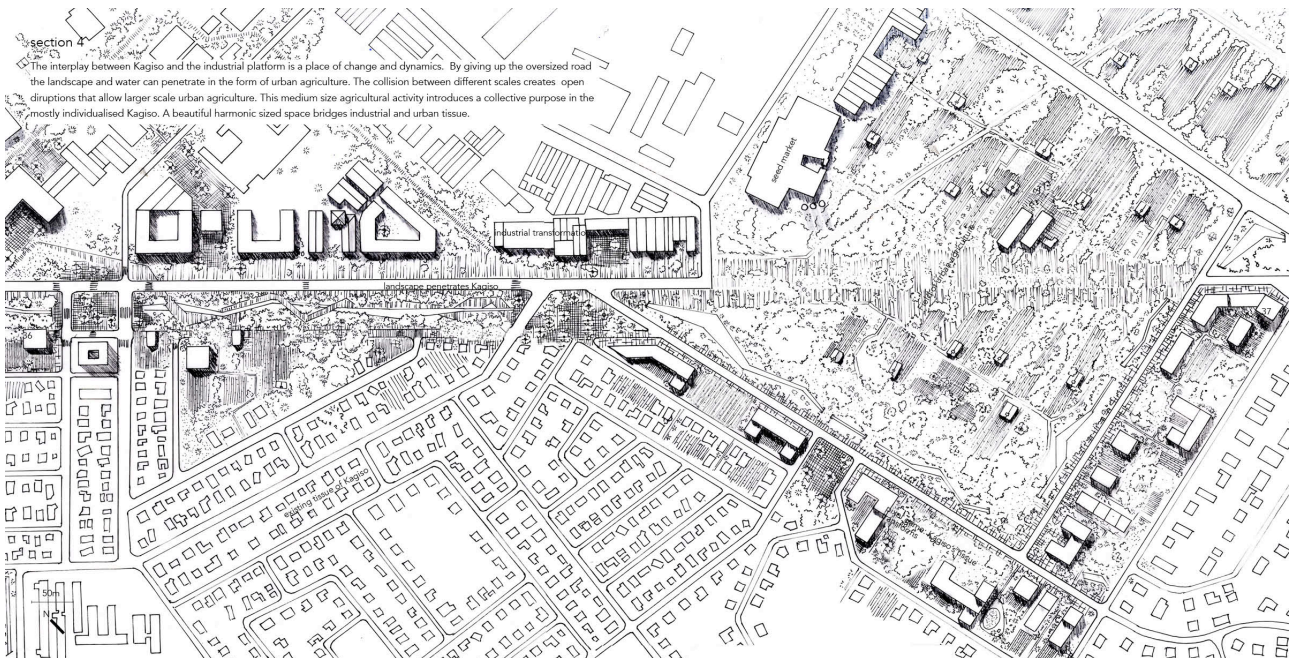 section 4
The interplay between Kagiso and the industrial platform is a place of change and dynamics. By giving up the oversized road
the landscape and water can penetrate in the form of urban agriculture. The collision between different scales creates open
diruptions that allow larger scale urban agriculture. This medium size agricultural activity introduces a collective purpose in the
mostly individualised Kagiso. A beautiful harmonic sized space bridges industrial and urban tissue.
seed market
industrial transformatio
landscape penetrates Kagiso
37
existing tissue of Kagiso
Kagiso tissue
50m
N